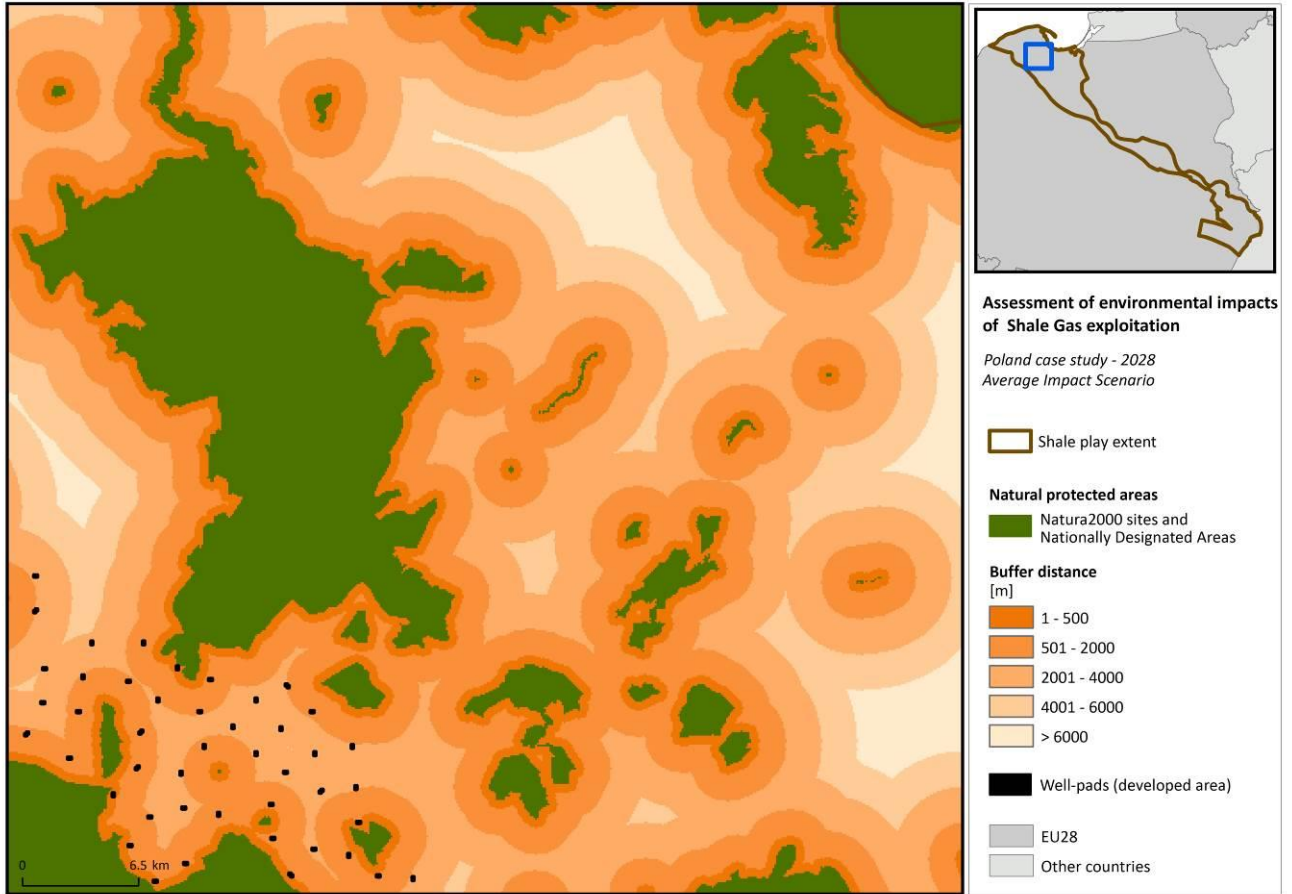 Assessment of environmental impacts
of Shale Gas exploitation
Poland case study - 2028
Average Impact Scenario
Shale play extent
Natural protected areas
Natura2000 sites and
Nationally Designated Areas
Buffer distance
[m]
1 - 500
501 - 2000
2001 - 4000
4001 - 6000
> 6000
Well-pads (developed area)
EU28
Other countries
0 6.5 km